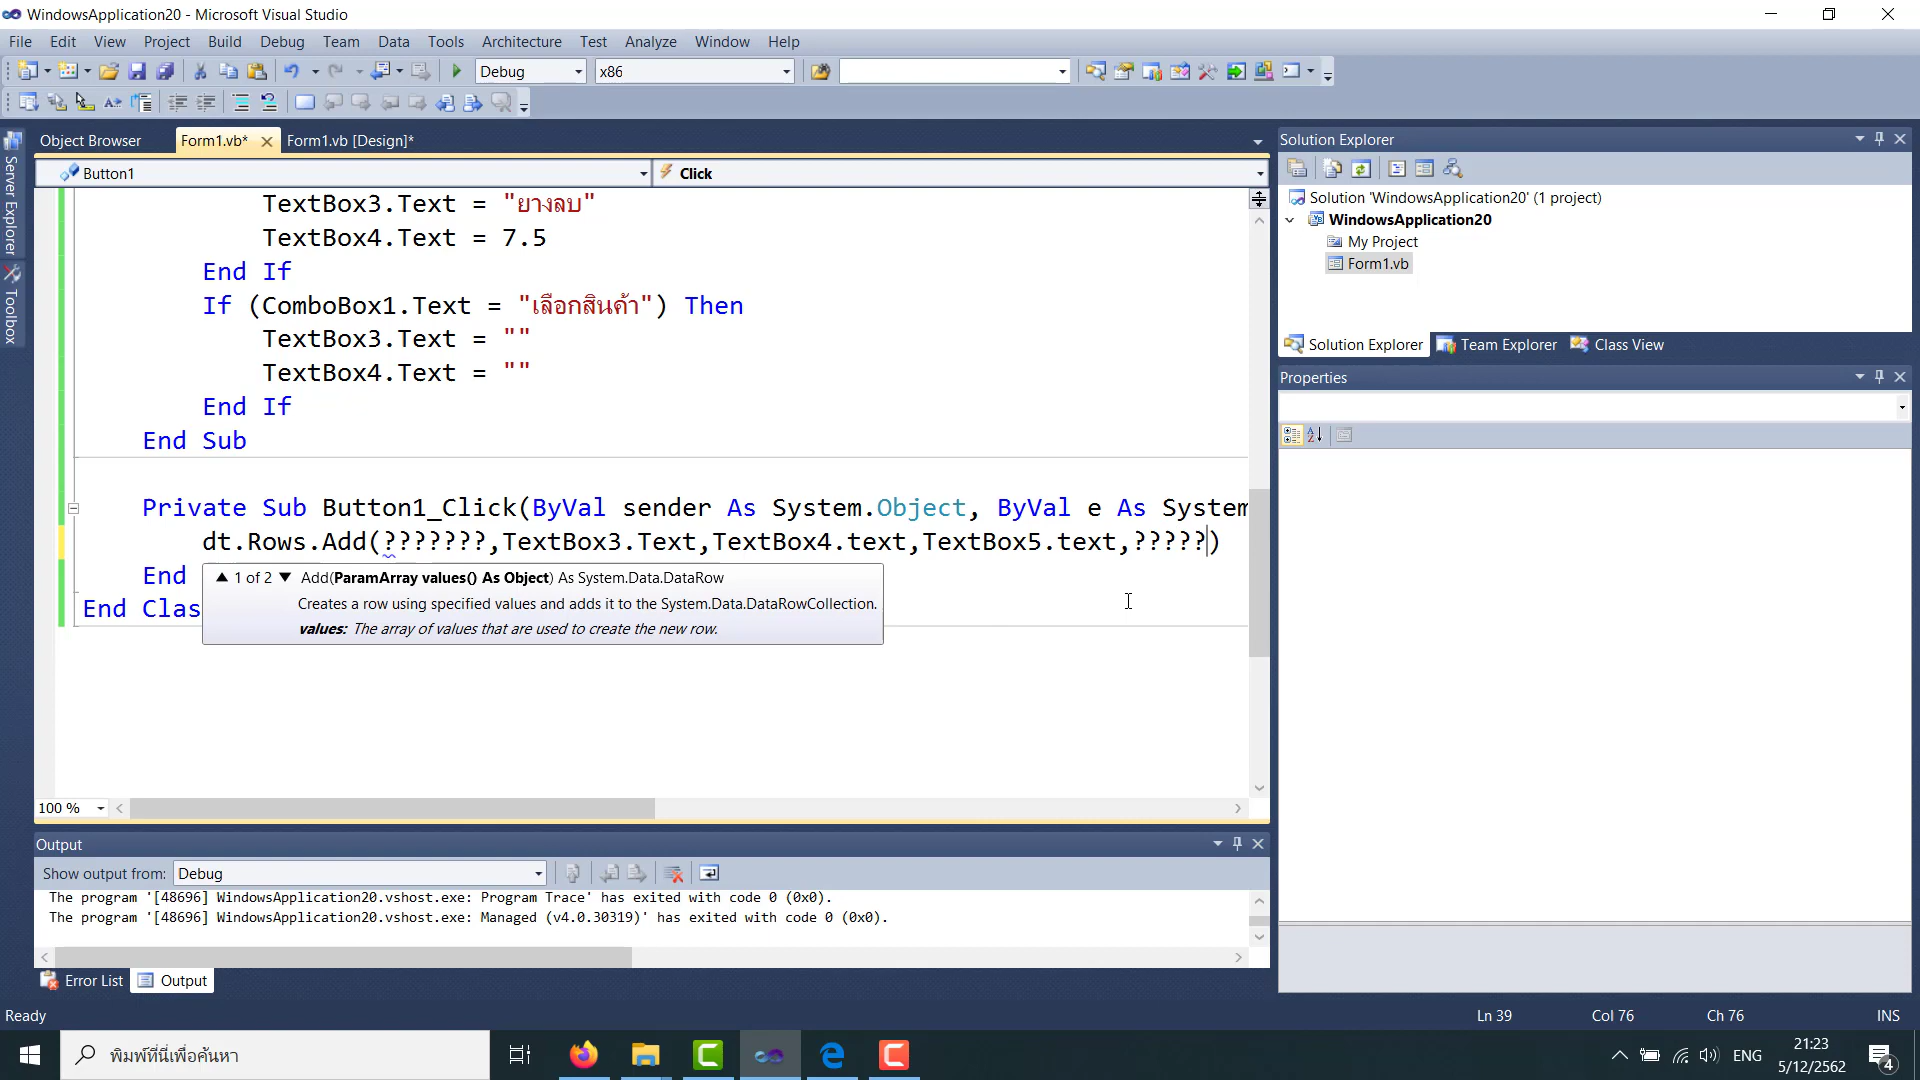 WindowsApplication20 - Microsoft Visual Studio
File Edit View Project Build Debug Team Data Tools Architecture Test Analyze Window Help
Debug x86
Object Browser Form1.vb* Form1.vb [Design]*
Button1 Click
Server Explorer
Toolbox
TextBox3.Text = "ยางลบ"
TextBox4.Text = 7.5
End If
If (ComboBox1.Text = "เลือกสินค้า") Then
TextBox3.Text = ""
TextBox4.Text = ""
End If
End Sub
Private Sub Button1_Click(ByVal sender As System.Object, ByVal e As System
dt.Rows.Add(???????,TextBox3.Text,TextBox4.text,TextBox5.text,?????)
End
End Clas
1 of 2 Add(ParamArray values() As Object) As System.Data.DataRow
Creates a row using specified values and adds it to the System.Data.DataRowCollection.
values: The array of values that are used to create the new row.
100 %
Output
Show output from: Debug
The program '[48696] WindowsApplication20.vshost.exe: Program Trace' has exited with code 0 (0x0).
The program '[48696] WindowsApplication20.vshost.exe: Managed (v4.0.30319)' has exited with code 0 (0x0).
Error List Output
Solution Explorer
Solution 'WindowsApplication20' (1 project)
WindowsApplication20
My Project
Form1.vb
Solution Explorer Team Explorer Class View
Properties
Ready Ln 39 Col 76 Ch 76 INS
พิมพ์ที่นี่เพื่อค้นหา
ENG
21:23
5/12/2562
4